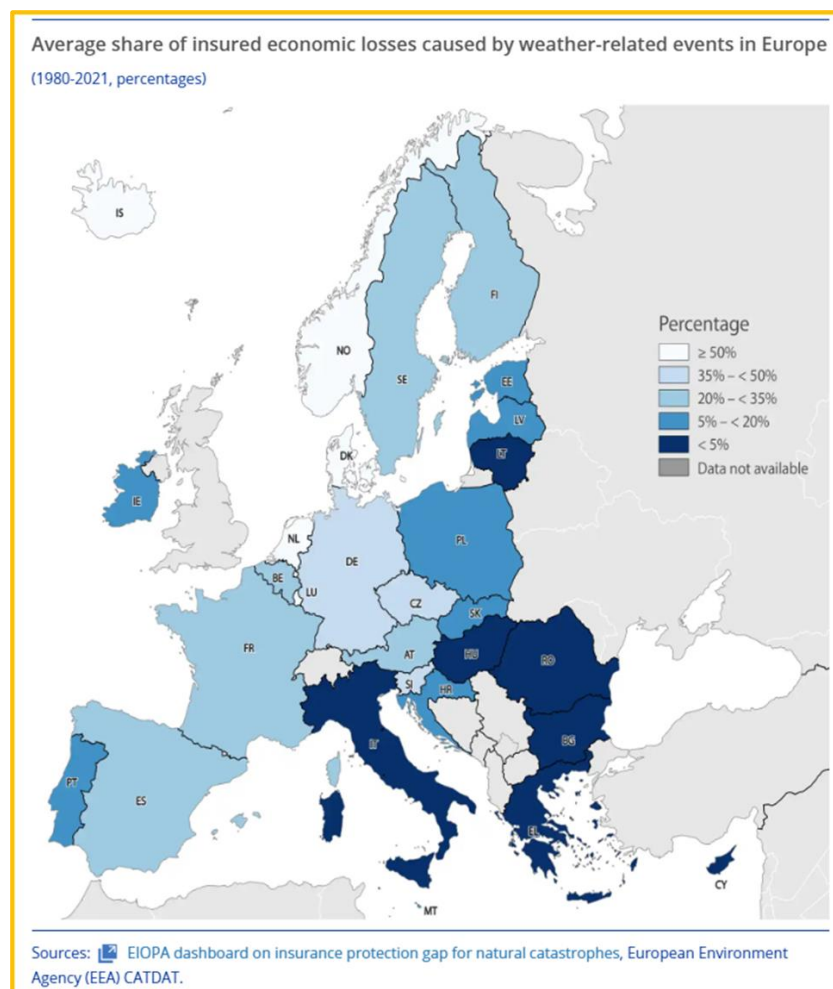 Average share of insured economic losses caused by weather-related events in Europe
(1980-2021, percentages)
IS
FI
NO
SE
Percentage
≥ 50%
35% – < 50%
20% – < 35%
5% – < 20%
< 5%
Data not available
EE
LV
LT
DK
IE
NL
DE
PL
BE
LU
CZ
SK
FR
AT
HU
RO
SI
HR
IT
BG
PT
ES
EL
CY
MT
Sources: EIOPA dashboard on insurance protection gap for natural catastrophes, European Environment
Agency (EEA) CATDAT.